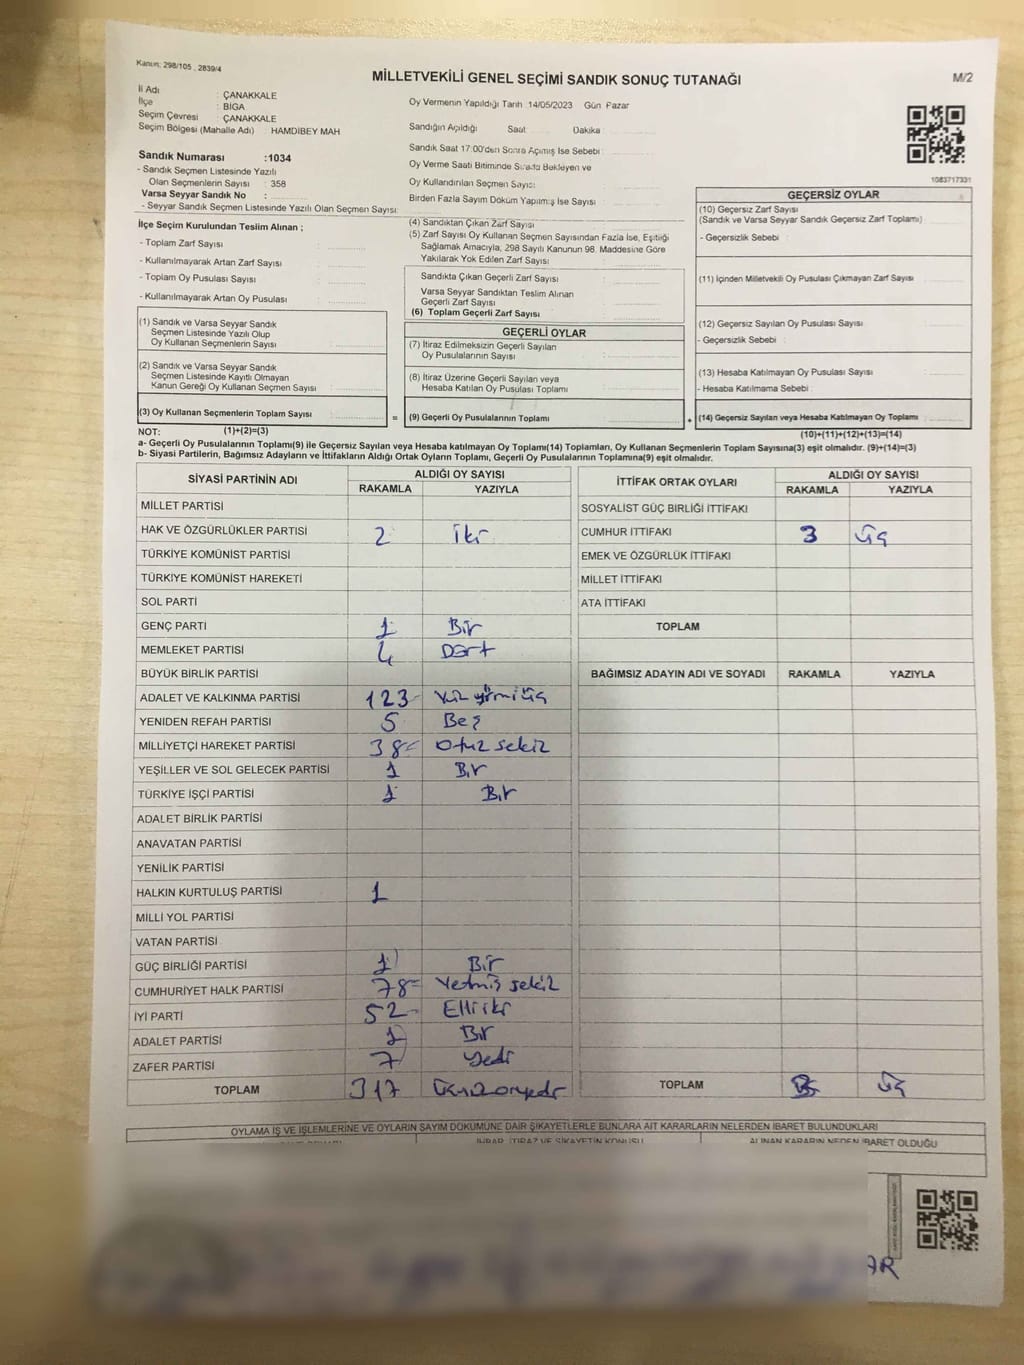 Kanun: 298/105 , 2839/4
MİLLETVEKİLİ GENEL SEÇİMİ SANDIK SONUÇ TUTANAĞI
M/2
İl Adı : ÇANAKKALE
İlçe : BİGA
Seçim Çevresi : ÇANAKKALE
Seçim Bölgesi (Mahalle Adı) HAMDİBEY MAH
Sandık Numarası :1034
- Sandık Seçmen Listesinde Yazılı
Olan Seçmenlerin Sayısı : 358
Varsa Seyyar Sandık No :
- Seyyar Sandık Seçmen Listesinde Yazılı Olan Seçmen Sayısı:
Oy Vermenin Yapıldığı Tarih 14/05/2023 Gün Pazar
Sandığın Açıldığı Saat Dakika
Sandık Saat 17:00'den Sonra Açımış İse Sebebi :
Oy Verme Saati Bitiminde Sırada Bekleyen ve
Oy Kullandırılan Seçmen Sayısı:
Birden Fazla Sayım Döküm Yapılmış İse Sayısı :
1083717331
İlçe Seçim Kurulundan Teslim Alınan ;
- Toplam Zarf Sayısı :
- Kullanılmayarak Artan Zarf Sayısı :
- Toplam Oy Pusulası Sayısı :
- Kullanılmayarak Artan Oy Pusulası :
(4) Sandıktan Çıkan Zarf Sayısı :
(5) Zarf Sayısı Oy Kullanan Seçmen Sayısından Fazla İse, Eşitliği
Sağlamak Amacıyla, 298 Sayılı Kanunun 98. Maddesine Göre
Yakılarak Yok Edilen Zarf Sayısı :
Sandıkta Çıkan Geçerli Zarf Sayısı :
Varsa Seyyar Sandıktan Teslim Alınan
Geçerli Zarf Sayısı :
(6) Toplam Geçerli Zarf Sayısı :
GEÇERSİZ OYLAR
(10) Geçersiz Zarf Sayısı
(Sandık ve Varsa Seyyar Sandık Geçersiz Zarf Toplamı) :
- Geçersizlik Sebebi :
(11) İçinden Milletvekili Oy Pusulası Çıkmayan Zarf Sayısı :
(12) Geçersiz Sayılan Oy Pusulası Sayısı :
- Geçersizlik Sebebi :
(13) Hesaba Katılmayan Oy Pusulası Sayısı :
- Hesaba Katılmama Sebebi :
(14) Geçersiz Sayılan veya Hesaba Katılmayan Oy Toplamı :
(10)+(11)+(12)+(13)=(14)
(1) Sandık ve Varsa Seyyar Sandık
Seçmen Listesinde Yazılı Olup
Oy Kullanan Seçmenlerin Sayısı :
(2) Sandık ve Varsa Seyyar Sandık
Seçmen Listesinde Kayıtlı Olmayan
Kanun Gereği Oy Kullanan Seçmen Sayısı :
(3) Oy Kullanan Seçmenlerin Toplam Sayısı : =
GEÇERLİ OYLAR
(7) İtiraz Edilmeksizin Geçerli Sayılan
Oy Pusulalarının Sayısı :
(8) İtiraz Üzerine Geçerli Sayılan veya
Hesaba Katılan Oy Pusulası Toplamı :
(9) Geçerli Oy Pusulalarının Toplamı : +
NOT: (1)+(2)=(3)
a- Geçerli Oy Pusulalarının Toplamı(9) ile Geçersiz Sayılan veya Hesaba katılmayan Oy Toplamı(14) Toplamları, Oy Kullanan Seçmenlerin Toplam Sayısına(3) eşit olmalıdır. (9)+(14)=(3)
b- Siyasi Partilerin, Bağımsız Adayların ve İttifakların Aldığı Ortak Oyların Toplamı, Geçerli Oy Pusulalarının Toplamına(9) eşit olmalıdır.
SİYASİ PARTİNİN ADI ALDIĞI OY SAYISI
RAKAMLA YAZIYLA
MİLLET PARTİSİ
HAK VE ÖZGÜRLÜKLER PARTİSİ 2 İki
TÜRKİYE KOMÜNİST PARTİSİ
TÜRKİYE KOMÜNİST HAREKETİ
SOL PARTİ
GENÇ PARTİ 1 Bir
MEMLEKET PARTİSİ 4 Dört
BÜYÜK BİRLİK PARTİSİ
ADALET VE KALKINMA PARTİSİ 123 Yüz yirmi üç
YENİDEN REFAH PARTİSİ 5 Beş
MİLLİYETÇİ HAREKET PARTİSİ 38 Otuz sekiz
YEŞİLLER VE SOL GELECEK PARTİSİ 1 Bir
TÜRKİYE İŞÇİ PARTİSİ 1 Bir
ADALET BİRLİK PARTİSİ
ANAVATAN PARTİSİ
YENİLİK PARTİSİ
HALKIN KURTULUŞ PARTİSİ 1
MİLLİ YOL PARTİSİ
VATAN PARTİSİ
GÜÇ BİRLİĞİ PARTİSİ 1 Bir
CUMHURİYET HALK PARTİSİ 78 Yetmiş sekiz
İYİ PARTİ 52 Elli iki
ADALET PARTİSİ 1 Bir
ZAFER PARTİSİ 7 Yedi
TOPLAM 317 Üçyüz onyedi
İTTİFAK ORTAK OYLARI ALDIĞI OY SAYISI
RAKAMLA YAZIYLA
SOSYALİST GÜÇ BİRLİĞİ İTTİFAKI
CUMHUR İTTİFAKI 3 üç
EMEK VE ÖZGÜRLÜK İTTİFAKI
MİLLET İTTİFAKI
ATA İTTİFAKI
TOPLAM
BAĞIMSIZ ADAYIN ADI VE SOYADI RAKAMLA YAZIYLA
TOPLAM üç
OYLAMA İŞ VE İŞLEMLERİNE VE OYLARIN SAYIM DÖKÜMÜNE DAİR ŞİKAYETLERLE BUNLARA AİT KARARLARIN NELERDEN İBARET BULUNDUKLARI
İHBAR, İTİRAZ VE ŞİKAYETİN KONUSU ALINAN KARARIN NEDEN İBARET OLDUĞU